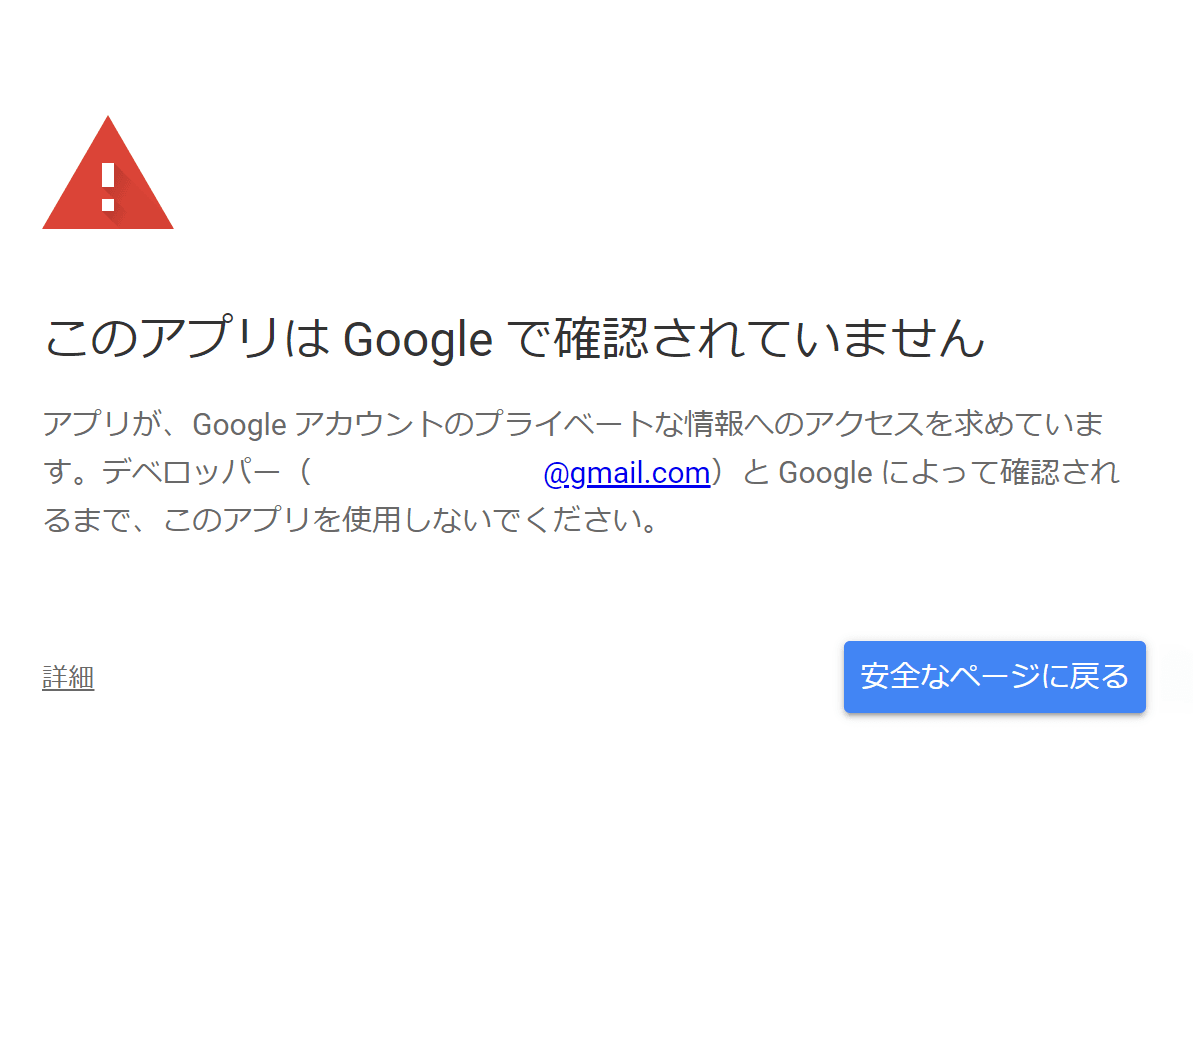 このアプリは Google で確認されていません
アプリが、Google アカウントのプライベートな情報へのアクセスを求めていま
す。デベロッパー（ @gmail.com）と Google によって確認され
るまで、このアプリを使用しないでください。
詳細
安全なページに戻る